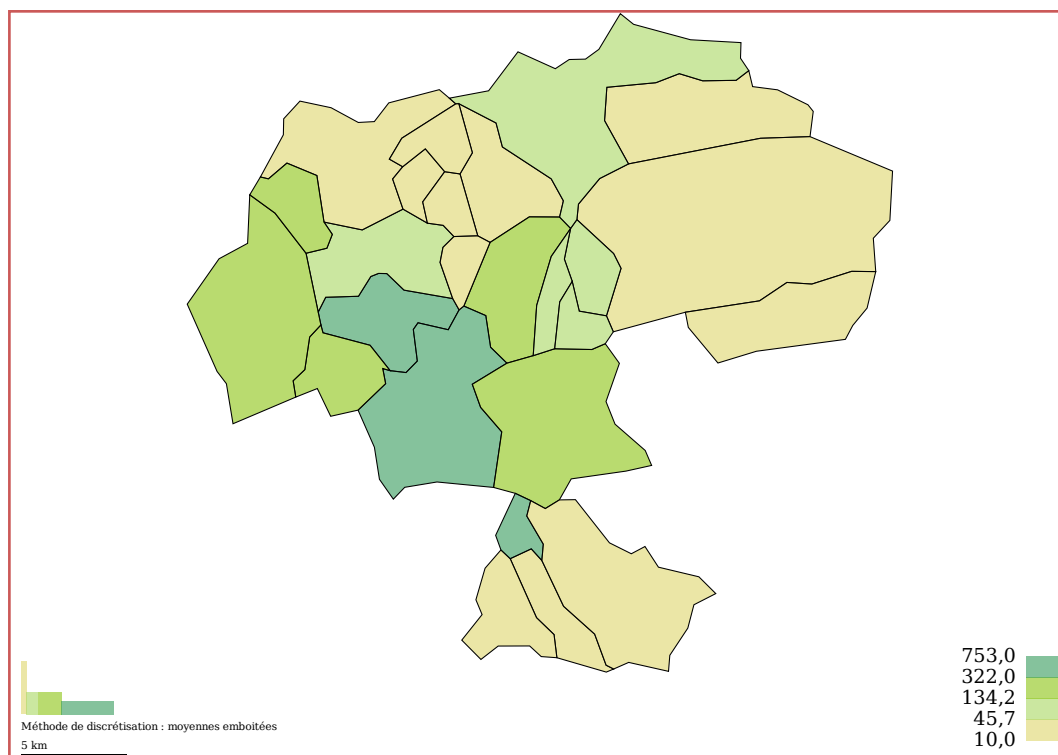 753,0
322,0
134,2
45,7
10,0
Méthode de discrétisation : moyennes emboitées
5 km